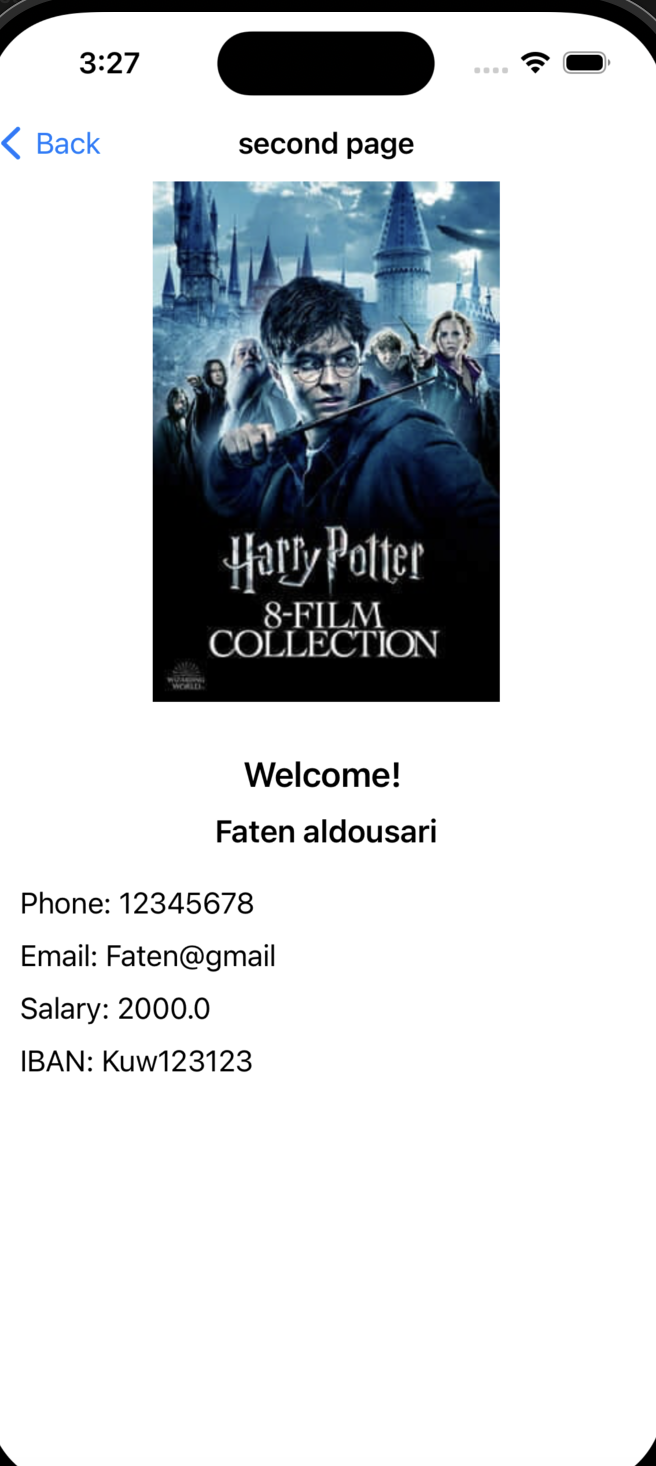 3:27
Back
second page
Harry Potter
8-FILM
COLLECTION
WIZARDING
WORLD
Welcome!
Faten aldousari
Phone: 12345678
Email: Faten@gmail
Salary: 2000.0
IBAN: Kuw123123